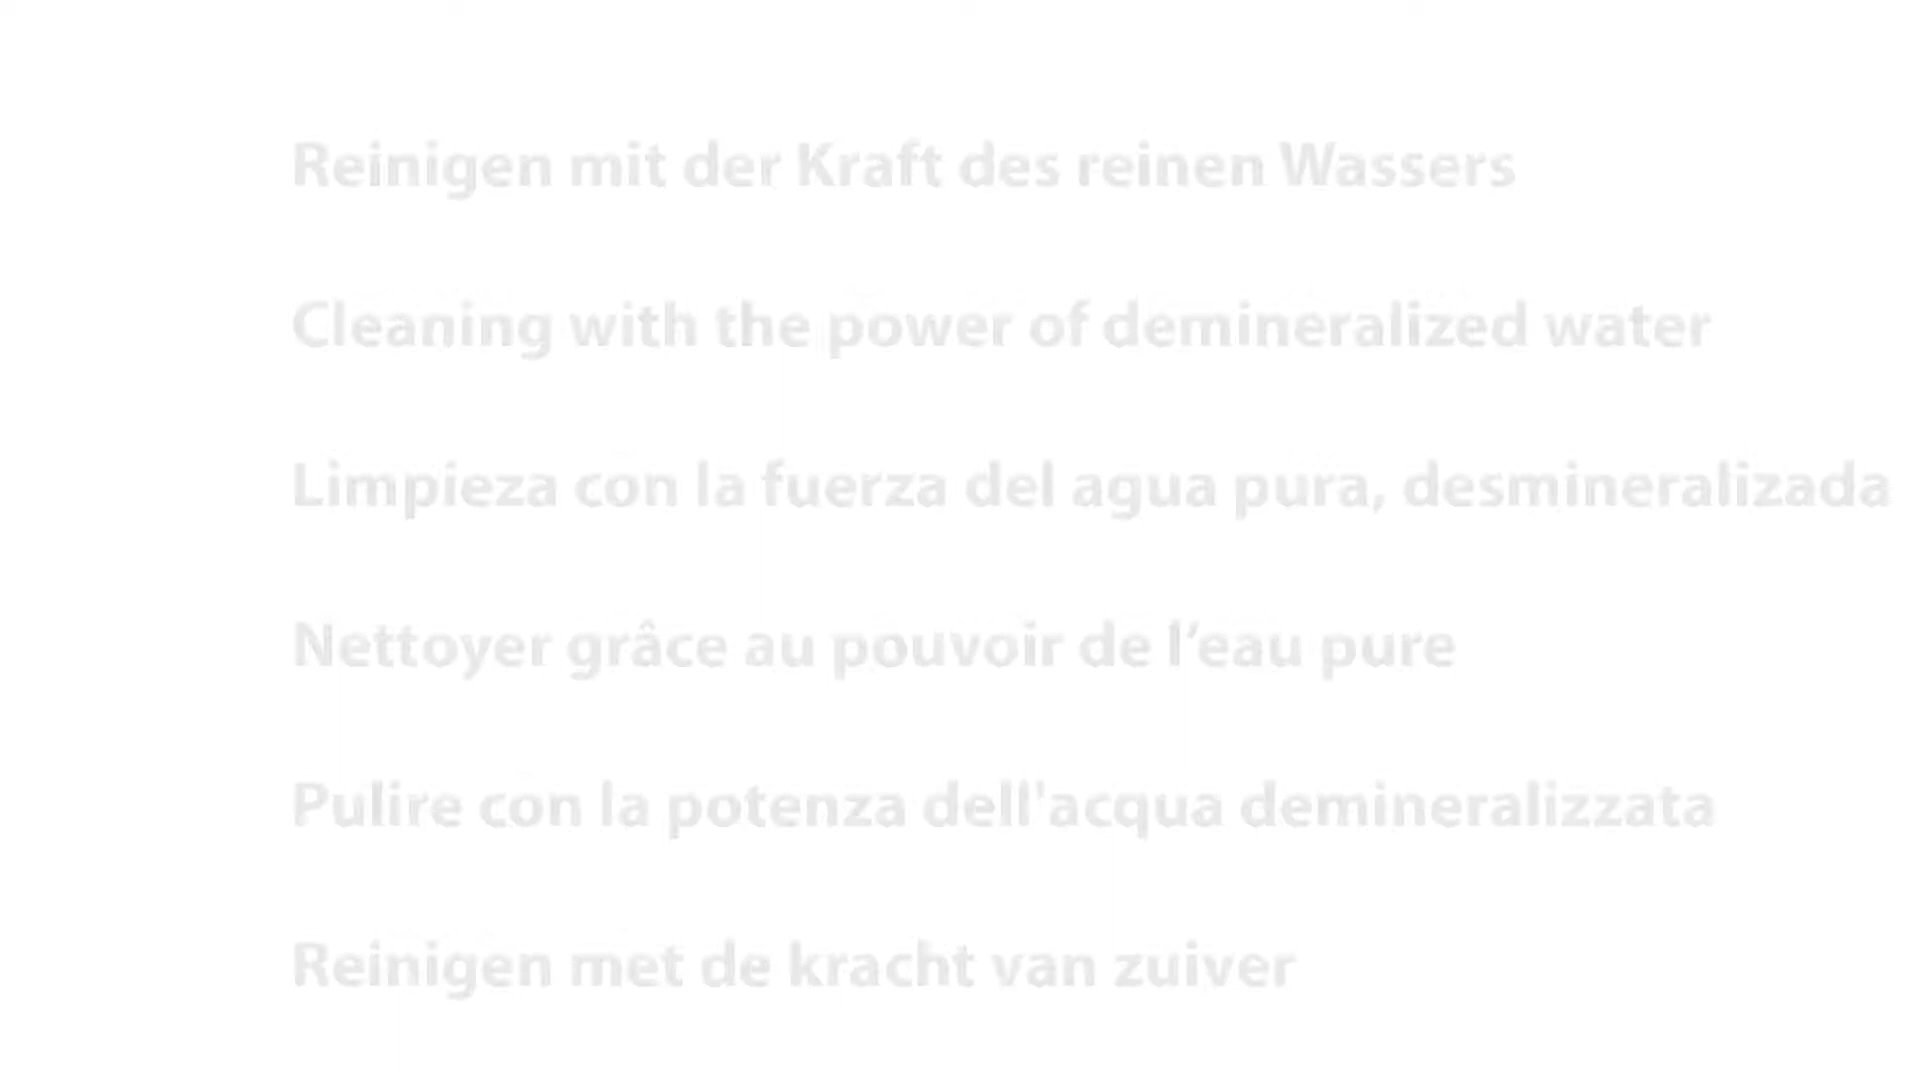 Reinigen mit der Kraft des reinen Wassers
Cleaning with the power of demineralized water
Limpieza con la fuerza del agua pura, desmineralizada
Nettoyer grâce au pouvoir de l’eau pure
Pulire con la potenza dell'acqua demineralizzata
Reinigen met de kracht van zuiver